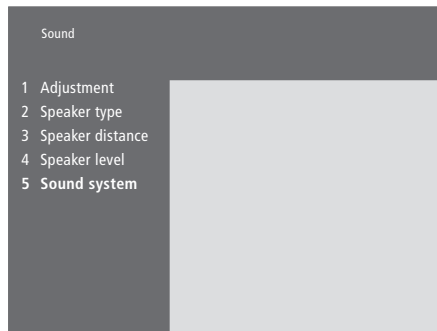 Sound
1 Adjustment
2 Speaker type
3 Speaker distance
4 Speaker level
5 Sound system